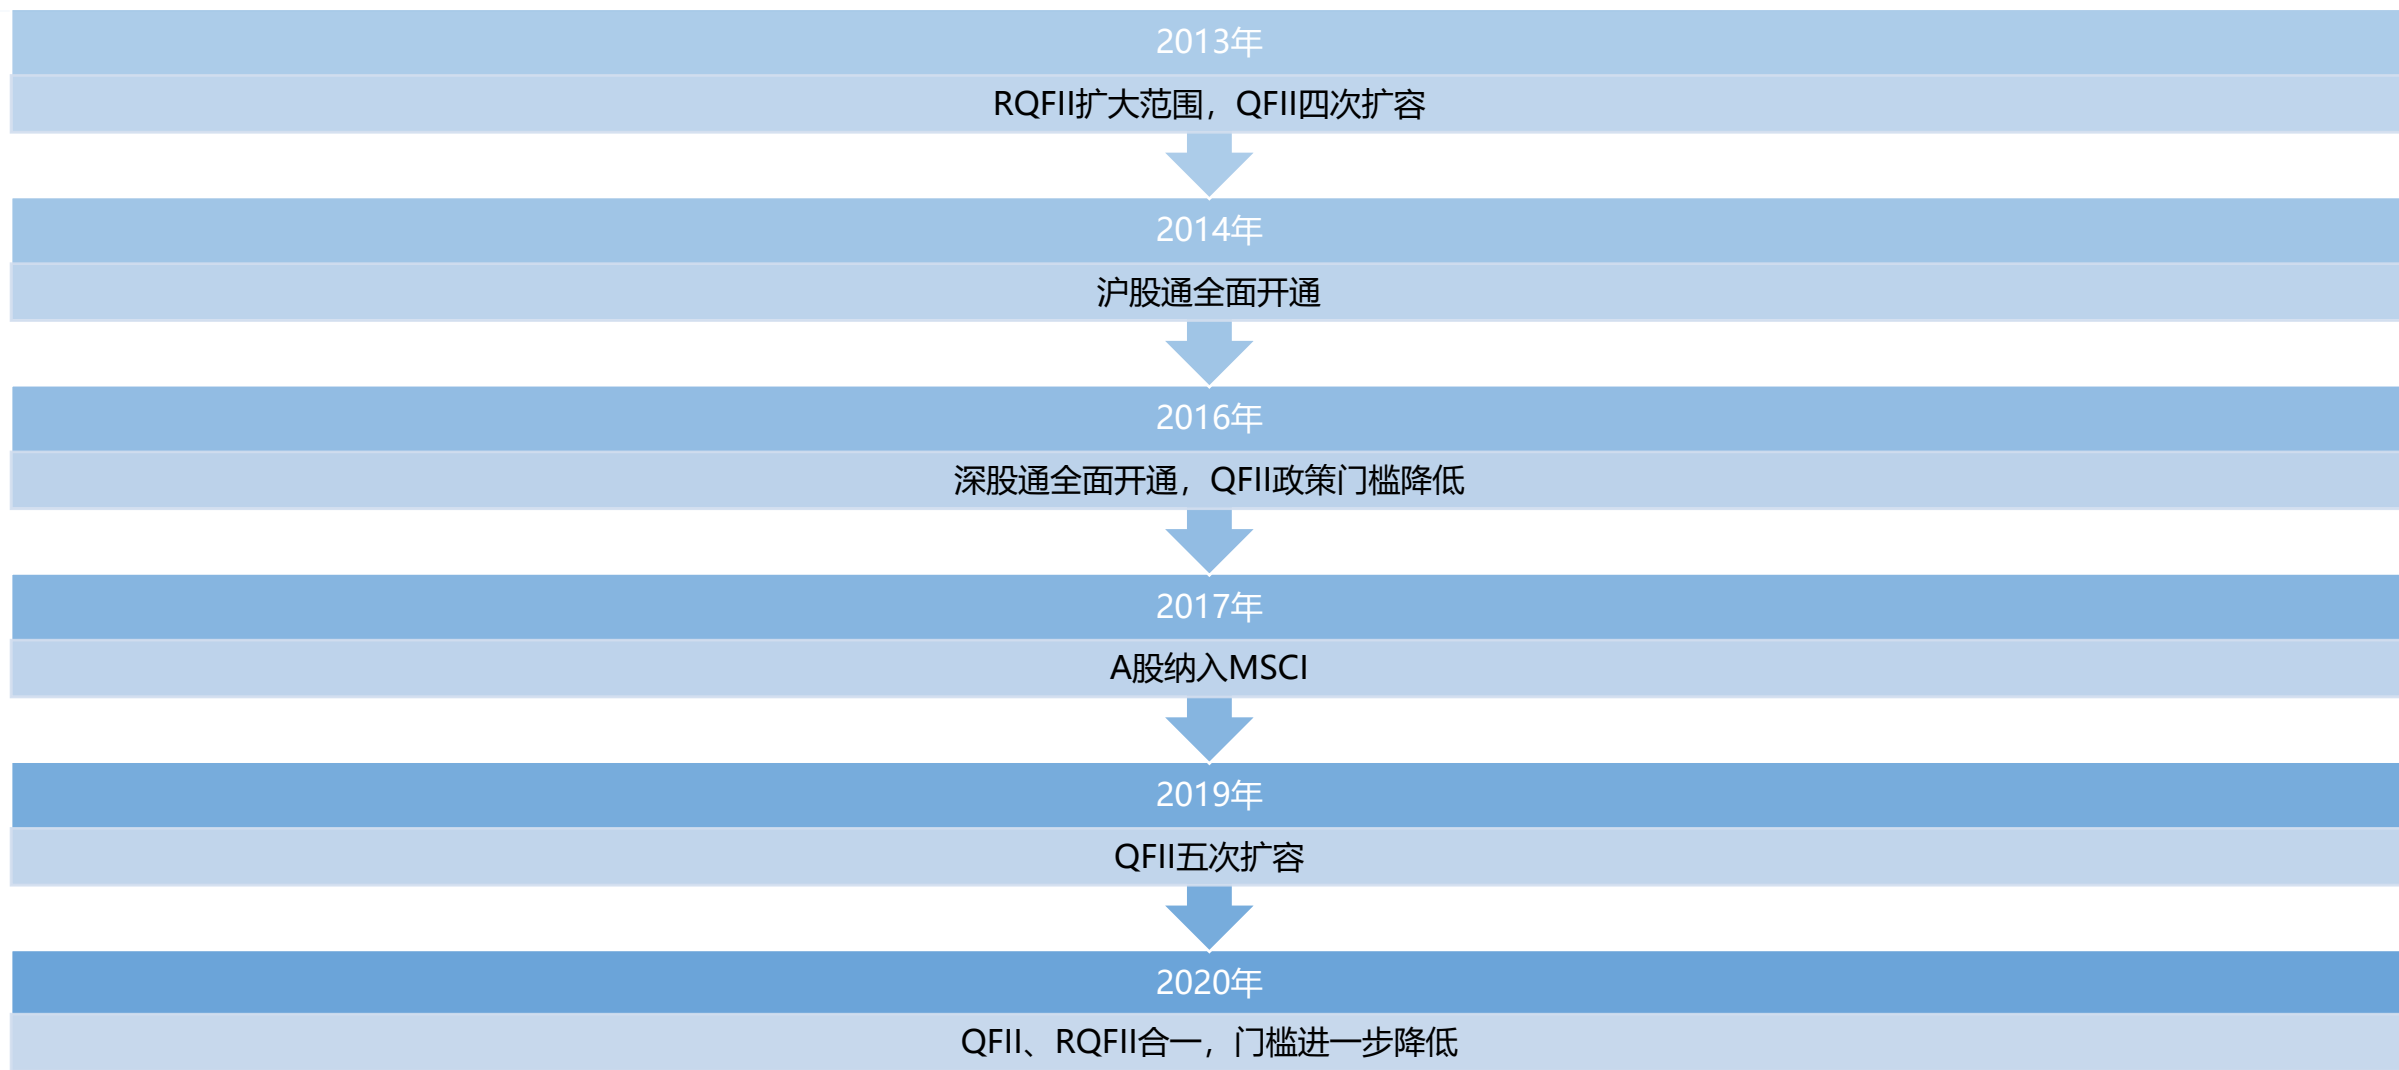 2013年
RQFII扩大范围，QFII四次扩容
2014年
沪股通全面开通
2016年
深股通全面开通，QFII政策门槛降低
2017年
A股纳入MSCI
2019年
QFII五次扩容
2020年
QFII、RQFII合一，门槛进一步降低